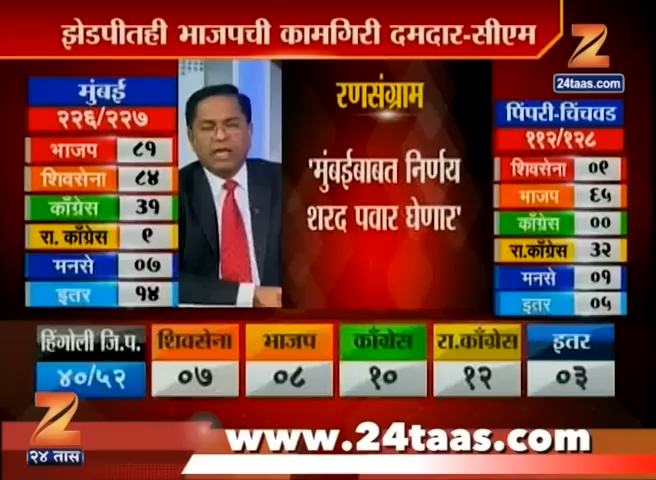 झेडपीतही भाजपची कामगिरी दमदार-सीएम
24taas.com
मुंबई
२२६/२२७
भाजप ८१
शिवसेना ८४
काँग्रेस ३१
रा. काँग्रेस ९
मनसे ०७
इतर १४
रणसंग्राम
'मुंबईबाबत निर्णय
शरद पवार घेणार'
पिंपरी-चिंचवड
११२/१२८
शिवसेना ०९
भाजप ६५
काँग्रेस ००
रा.काँग्रेस ३२
मनसे ०१
इतर ०५
हिंगोली जि.प. शिवसेना भाजप काँग्रेस रा.काँग्रेस इतर
४०/५२ ०७ ०८ १० १२ ०३
२४ तास
www.24taas.com